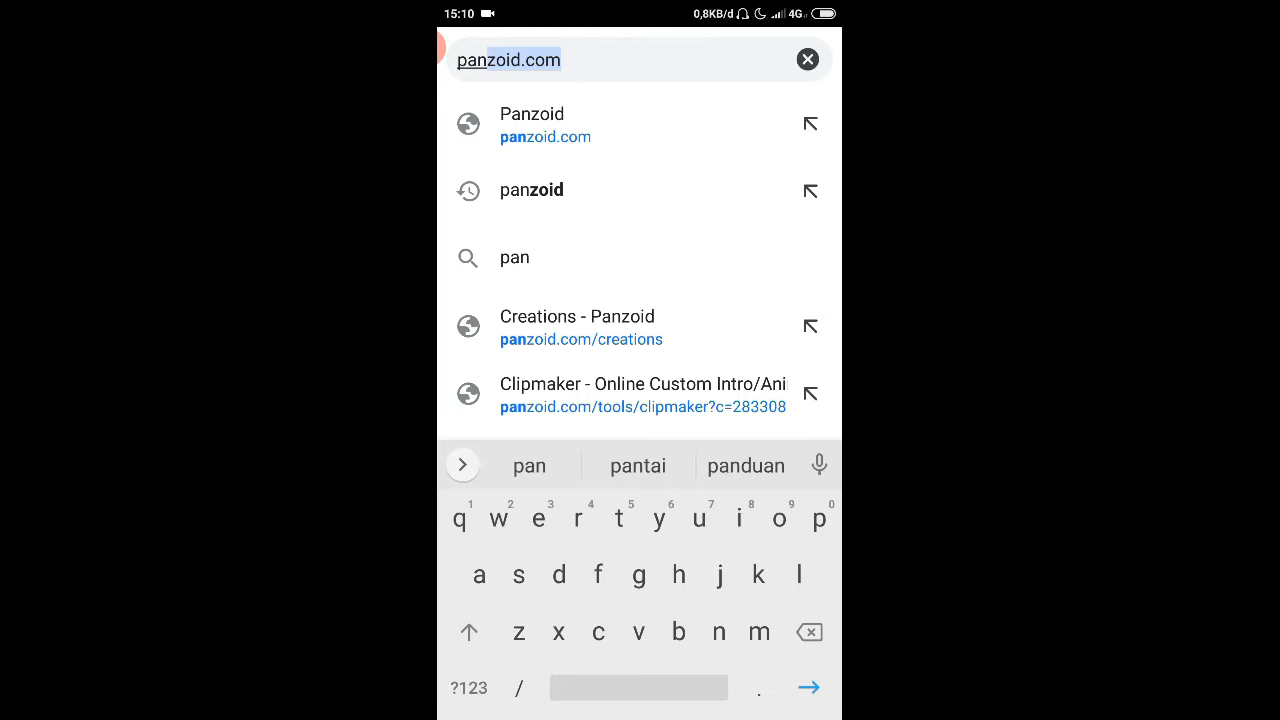 15:10 0,8KB/d 4G
panzoid.com
Panzoid
panzoid.com
panzoid
pan
Creations - Panzoid
panzoid.com/creations
Clipmaker - Online Custom Intro/Ani
panzoid.com/tools/clipmaker?c=283308
pan pantai panduan
1 2 3 4 5 6 7 8 9 0
q w e r t y u i o p
a s d f g h j k l
z x c v b n m
?123 / .